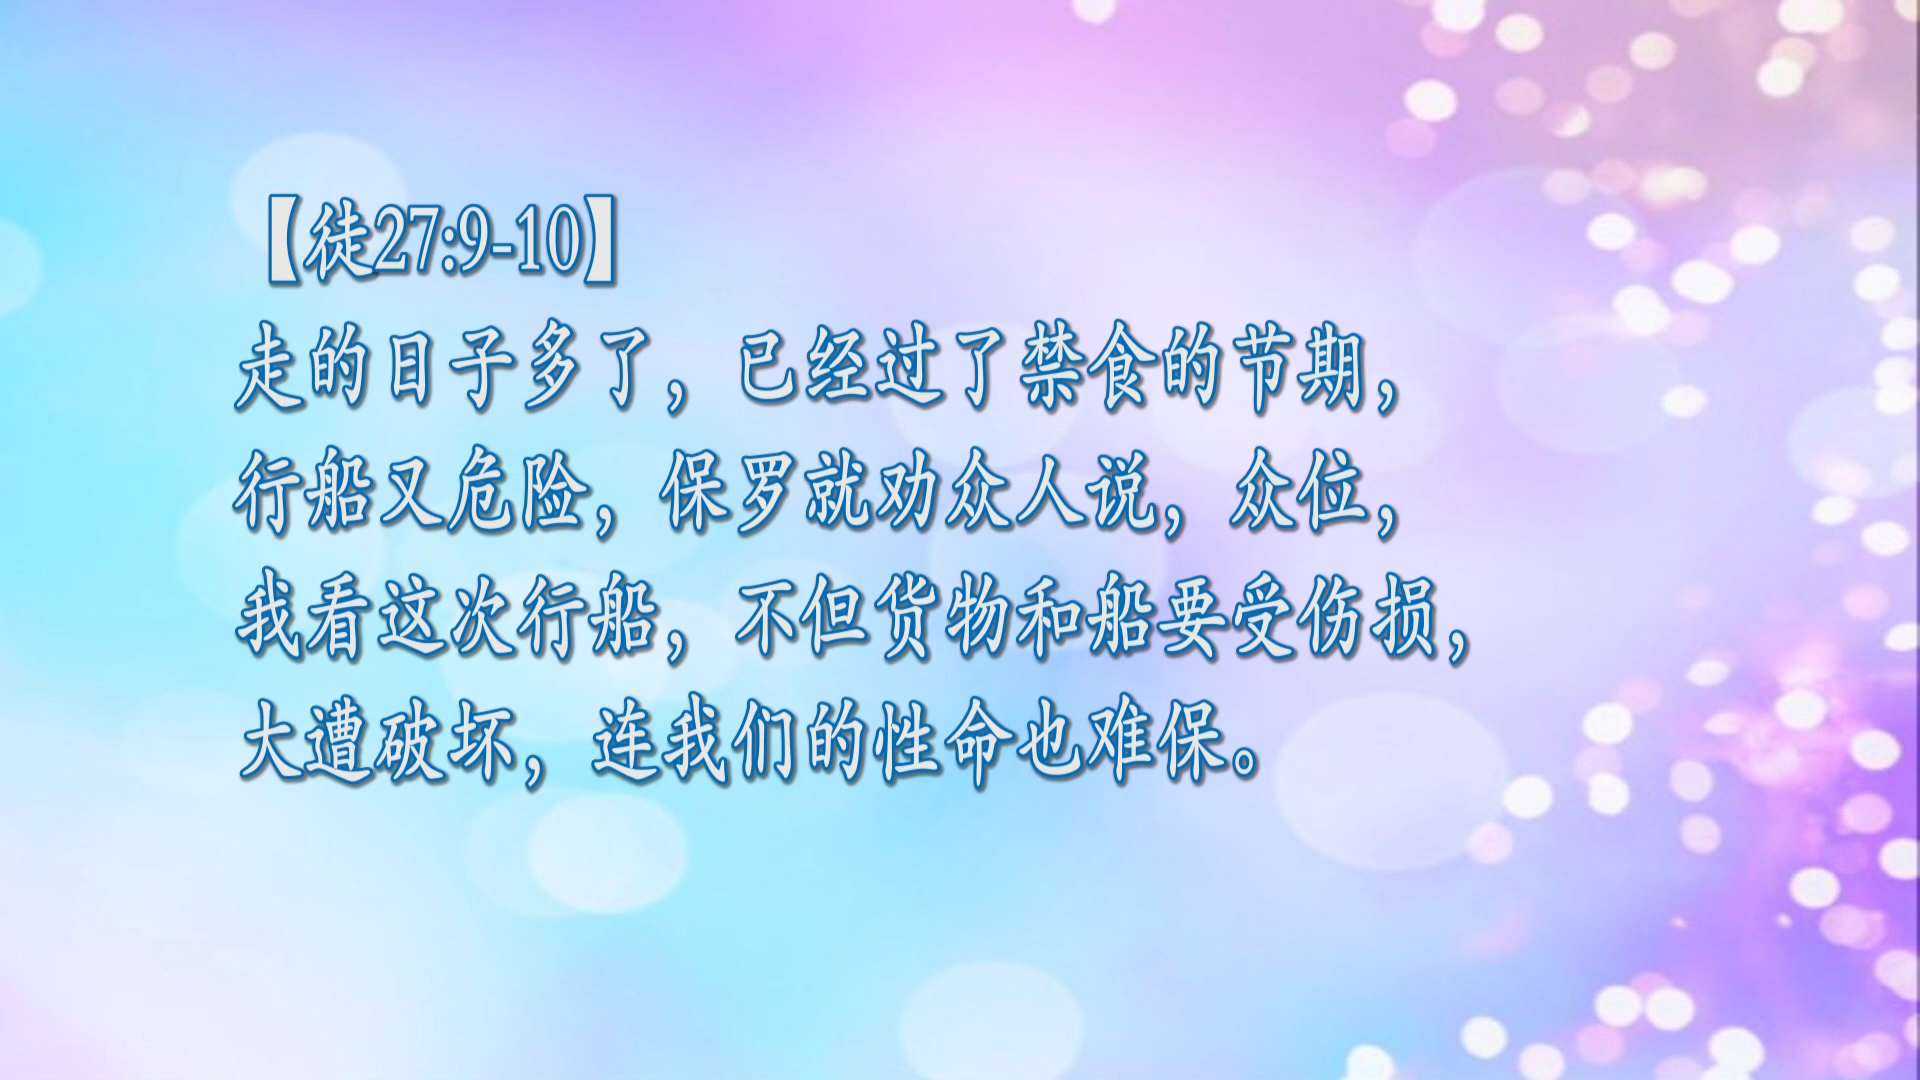 【徒27:9-10】
走的日子多了，已经过了禁食的节期，
行船又危险，保罗就劝众人说，众位，
我看这次行船，不但货物和船要受伤损，
大遭破坏，连我们的性命也难保。